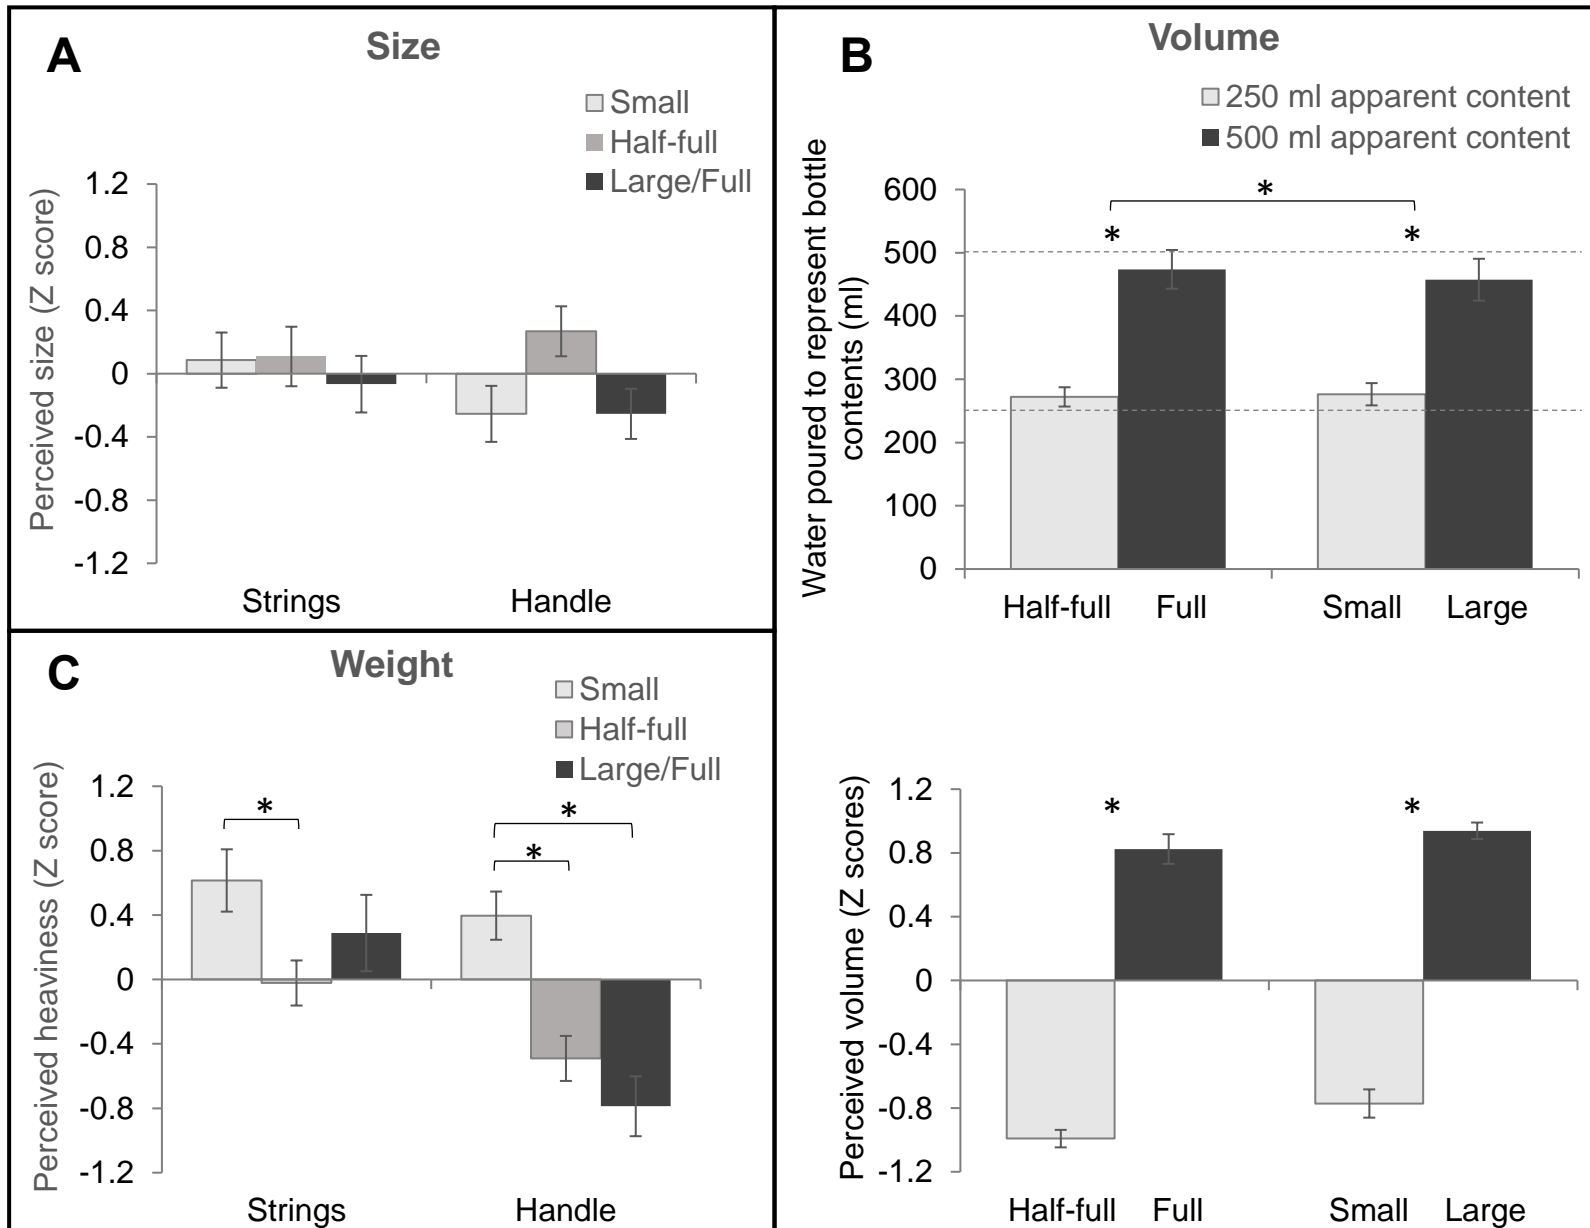 A
Size
Small
Half-full
Large/Full
Perceived size (Z score)
1.2
0.8
0.4
0
-0.4
-0.8
-1.2
Strings Handle
B
Volume
250 ml apparent content
500 ml apparent content
Water poured to represent bottle
contents (ml)
600
500
400
300
200
100
0
*
* *
Half-full Full Small Large
C
Weight
Small
Half-full
Large/Full
Perceived heaviness (Z score)
1.2
0.8
0.4
0
-0.4
-0.8
-1.2
* *
*
Strings Handle
Perceived volume (Z scores)
1.2
0.8
0.4
0
-0.4
-0.8
-1.2
* *
Half-full Full Small Large